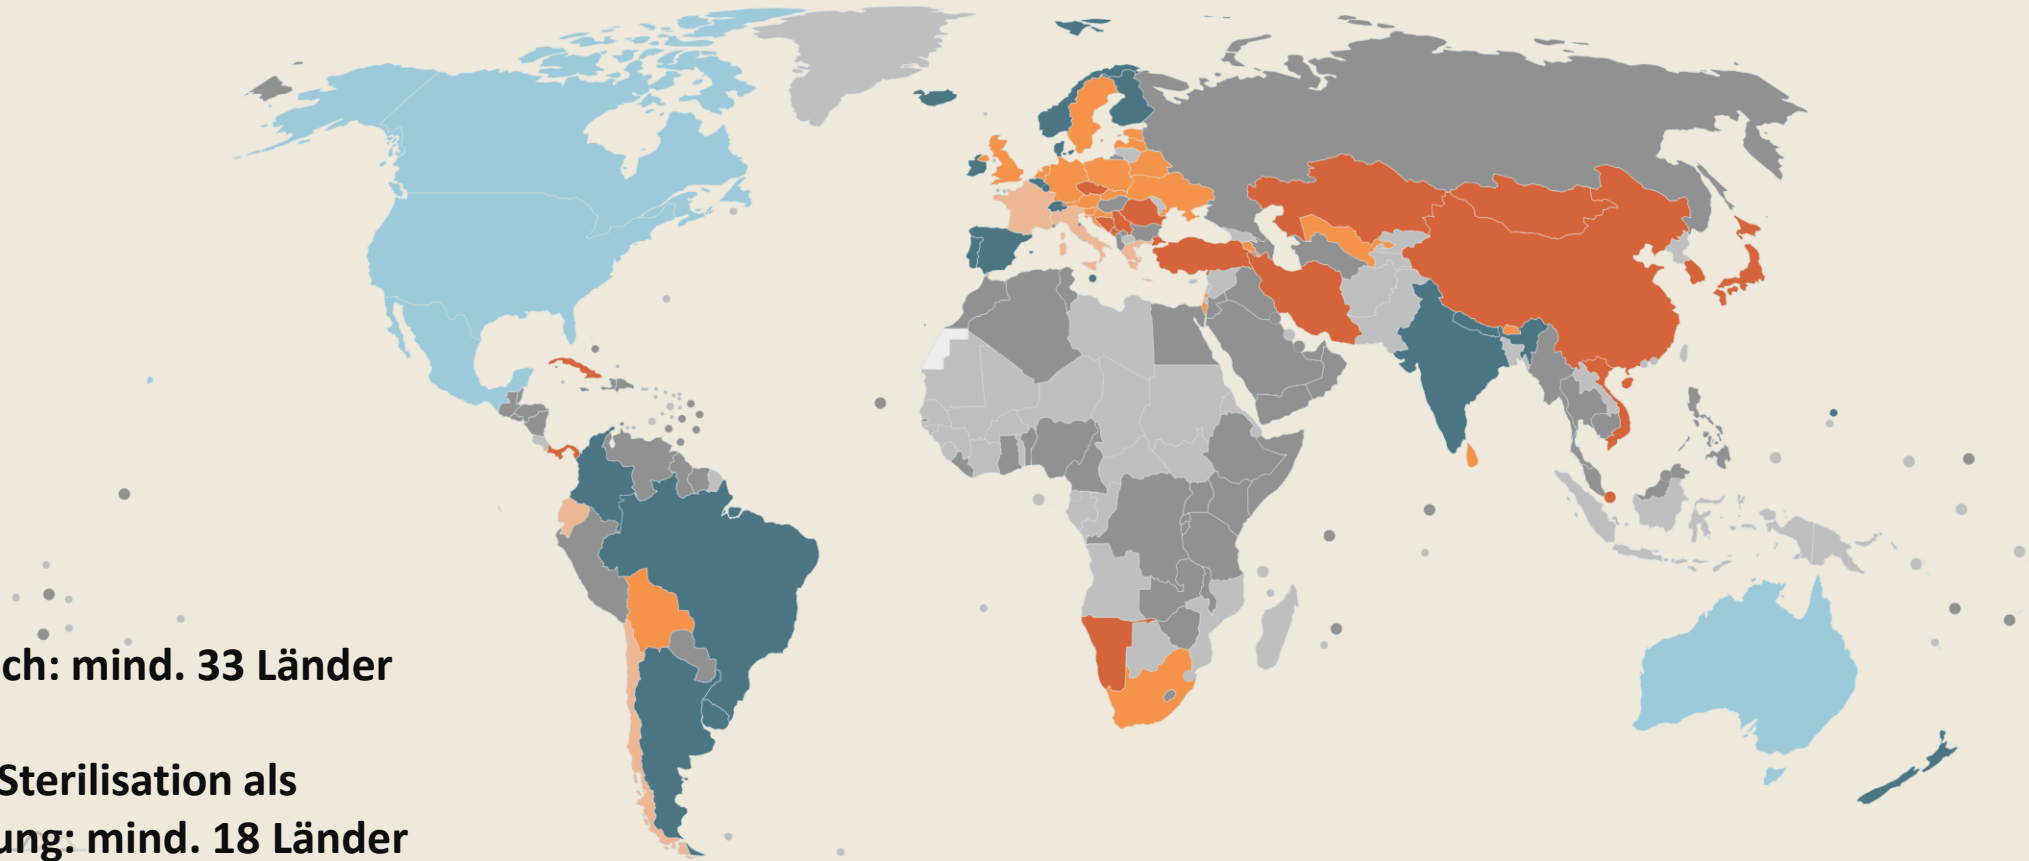 ch: mind. 33 Länder
Sterilisation als
ung: mind. 18 Länder